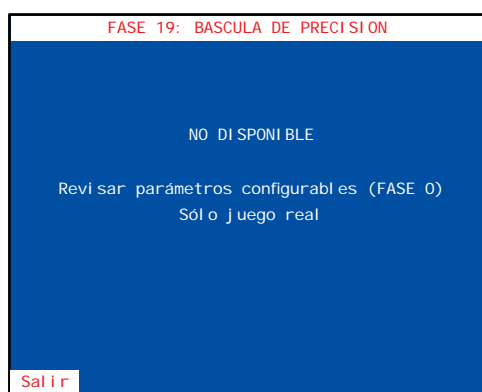 FASE 19: BASCULA DE PRECISION
NO DISPONIBLE
Revisar parámetros configurables (FASE 0)
Sólo juego real
Salir